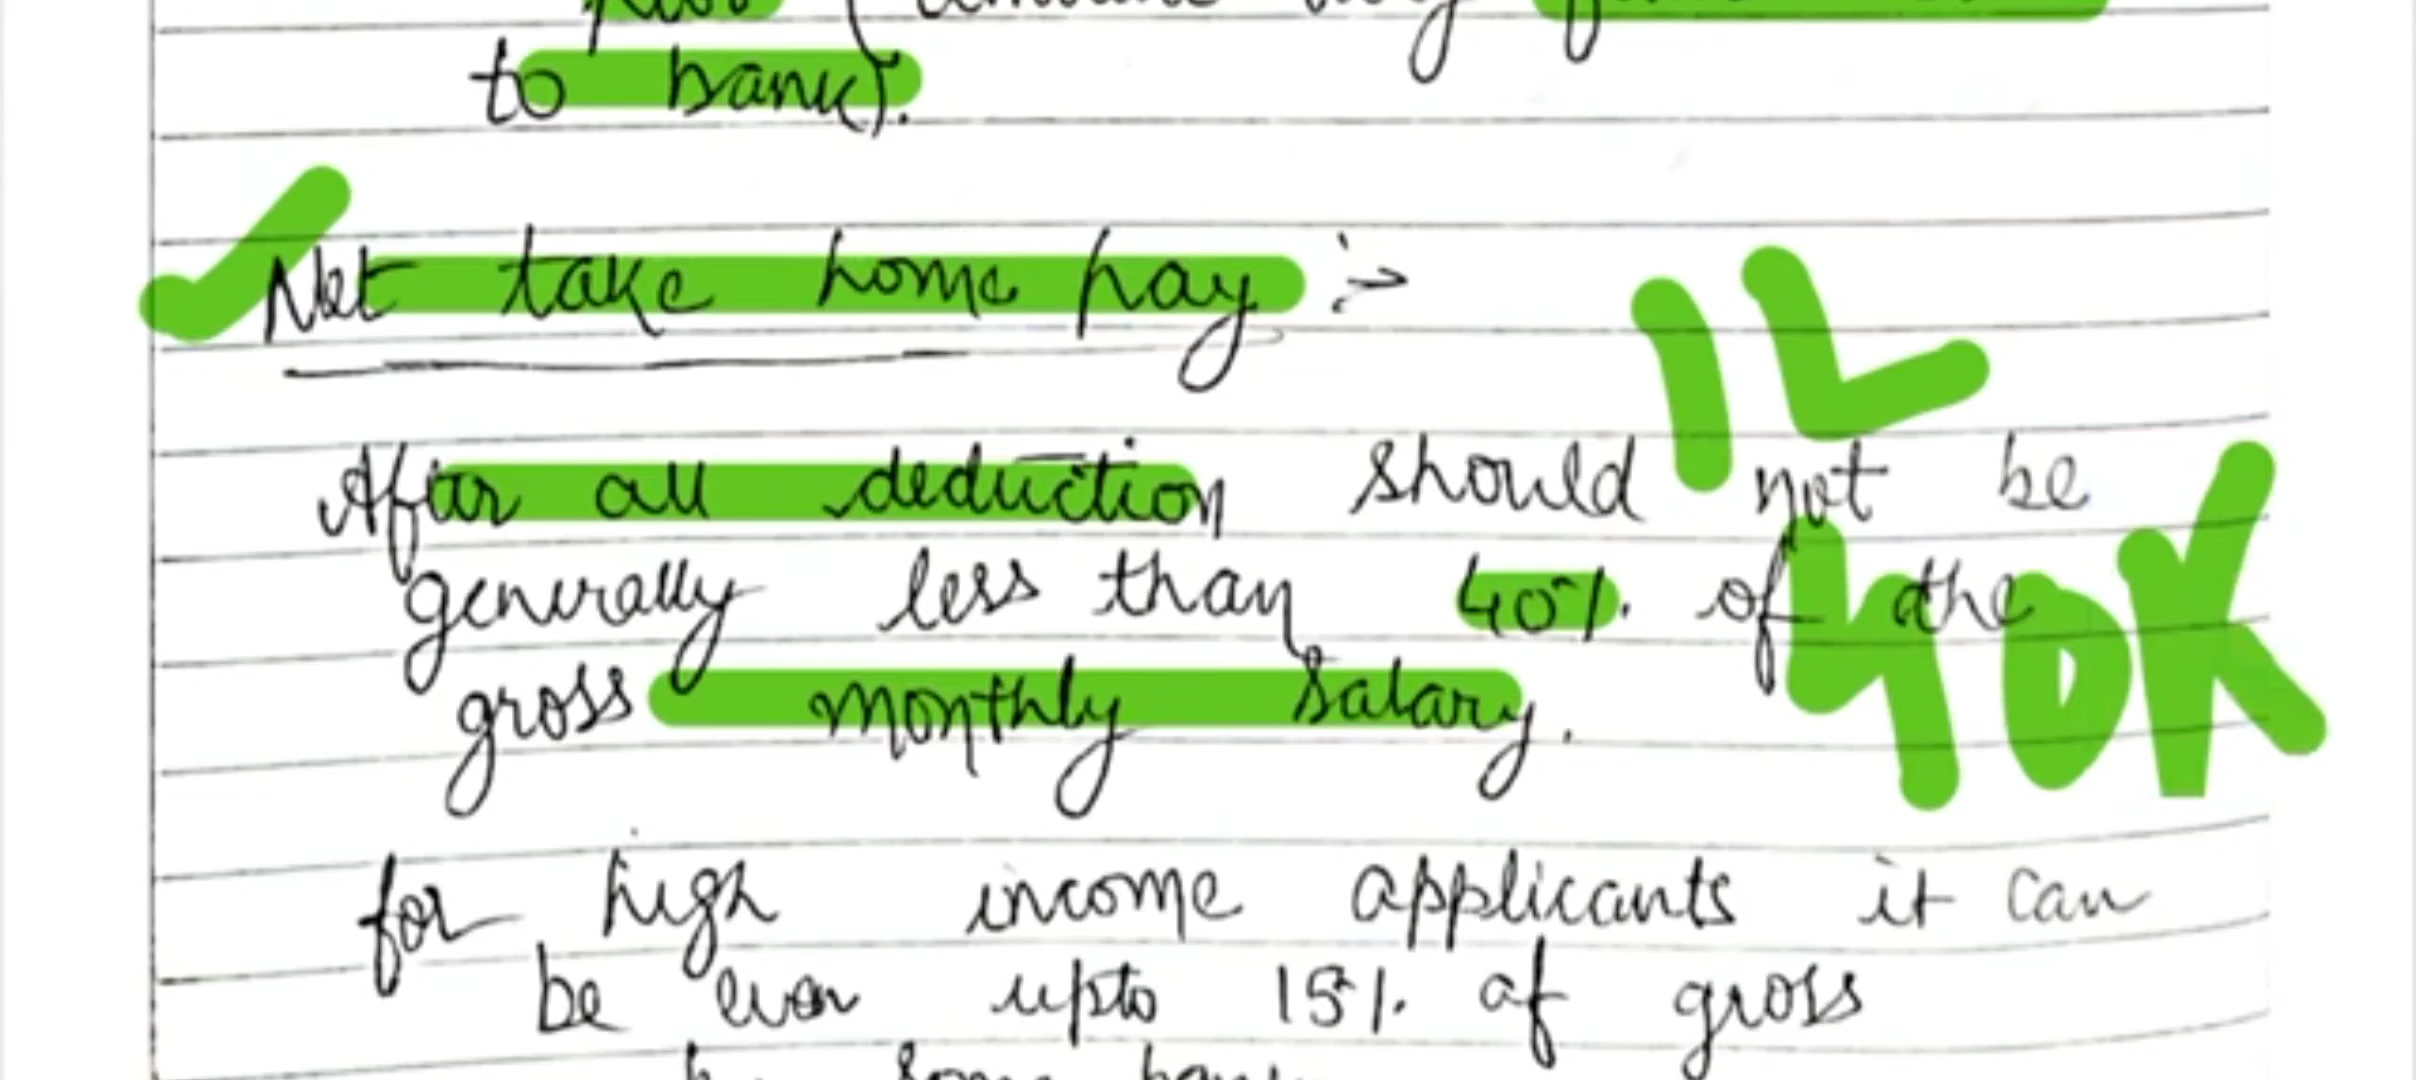 to bank).
Net take home pay :->
1L
After all deduction should not be
generally less than 40% of the
40K
gross monthly salary.
for high income applicants it can
be even upto 15% of gross